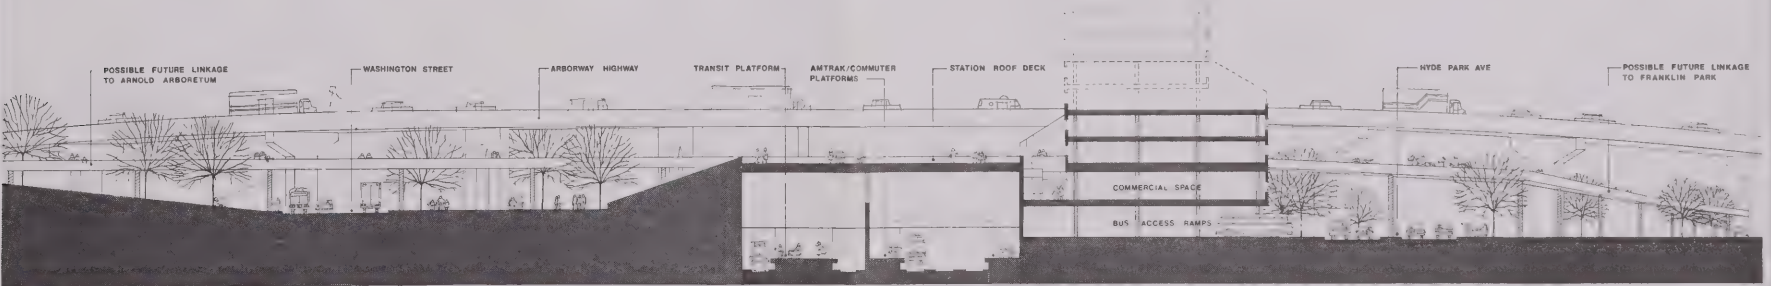 POSSIBLE FUTURE LINKAGE
TO ARNOLD ARBORETUM
WASHINGTON STREET
ARBORWAY HIGHWAY
TRANSIT PLATFORM
AMTRAK/COMMUTER
PLATFORMS
STATION ROOF DECK
HYDE PARK AVE
POSSIBLE FUTURE LINKAGE
TO FRANKLIN PARK
COMMERCIAL SPACE
BUS ACCESS RAMPS